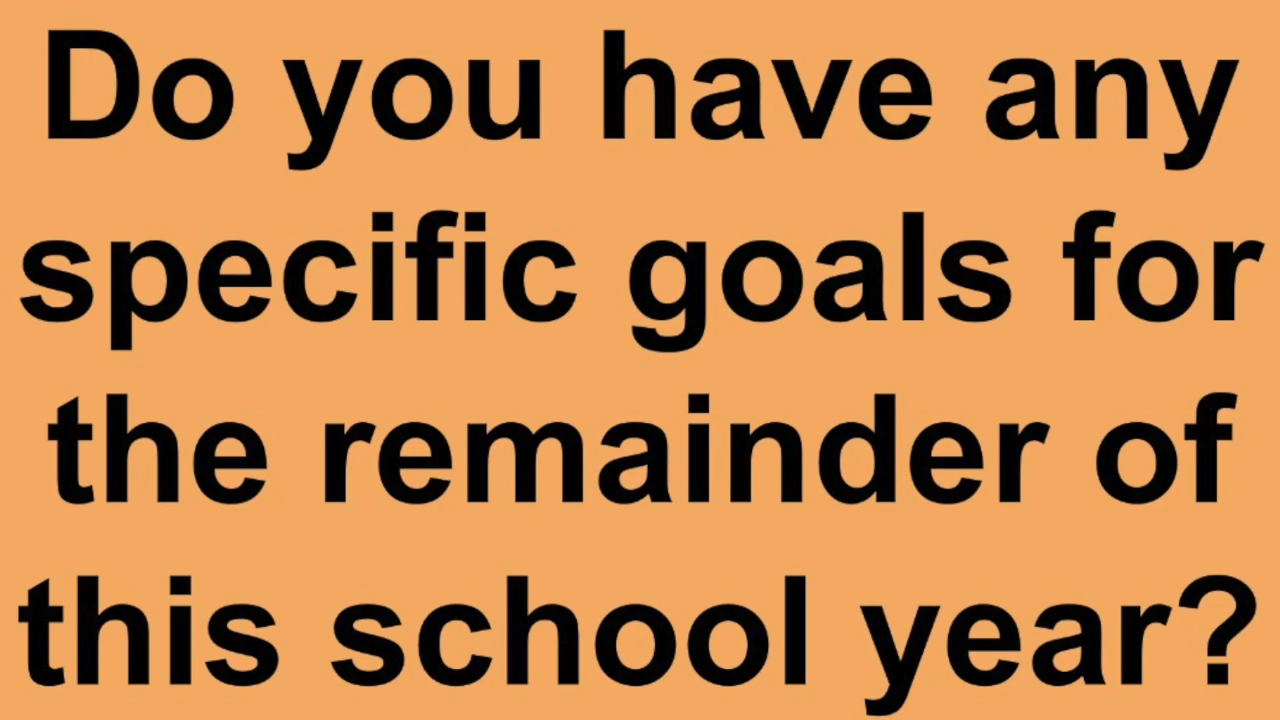 Do you have any
specific goals for
the remainder of
this school year?